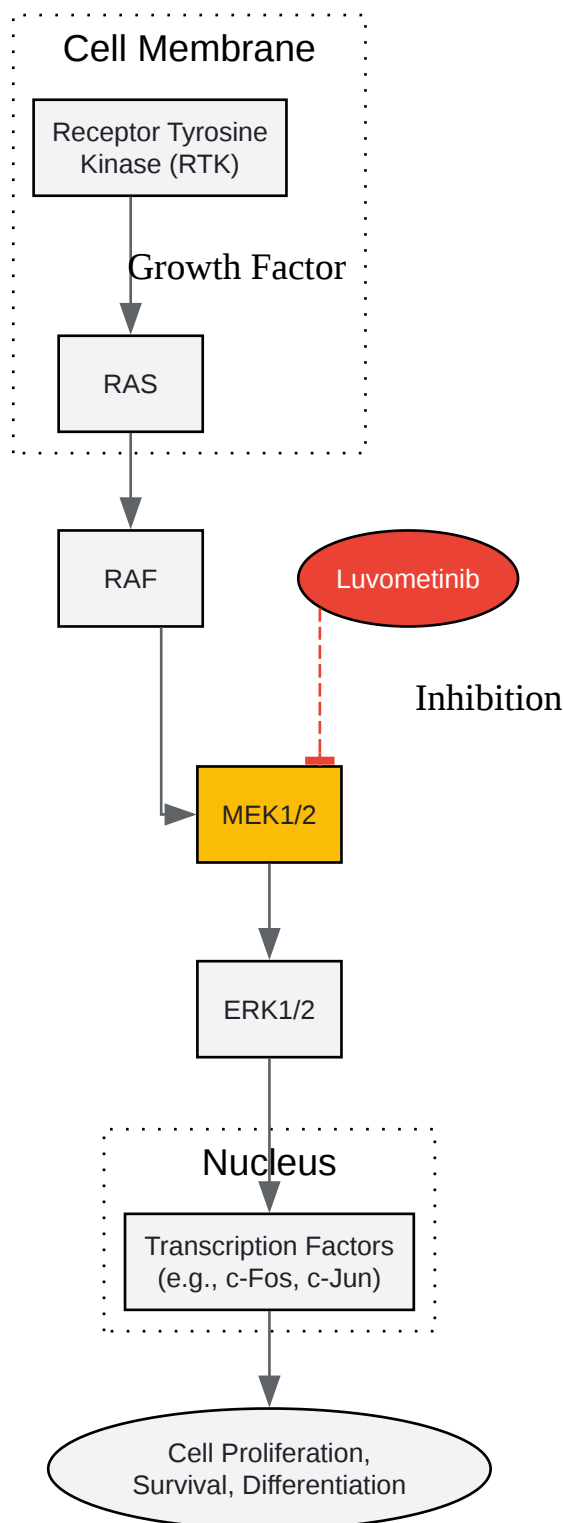 Cell Membrane
Receptor Tyrosine
Kinase (RTK)
Growth Factor
RAS
RAF
Luvometinib
Inhibition
MEK1/2
ERK1/2
Nucleus
Transcription Factors
(e.g., c-Fos, c-Jun)
Cell Proliferation,
Survival, Differentiation